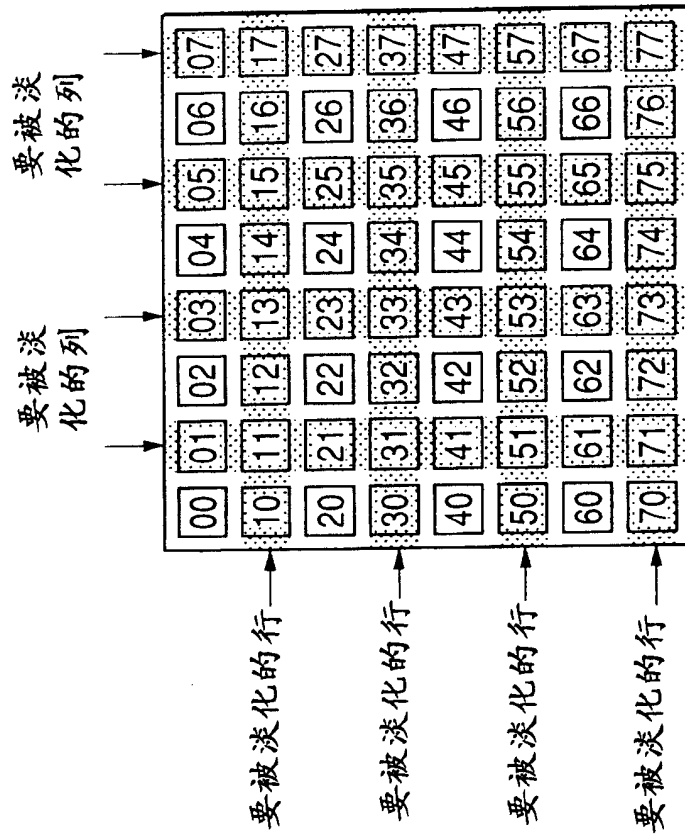 要被淡
化的列
要被淡
化的列
00 01 02 03 04 05 06 07
要被淡化的行 10 11 12 13 14 15 16 17
20 21 22 23 24 25 26 27
要被淡化的行 30 31 32 33 34 35 36 37
40 41 42 43 44 45 46 47
要被淡化的行 50 51 52 53 54 55 56 57
60 61 62 63 64 65 66 67
要被淡化的行 70 71 72 73 74 75 76 77